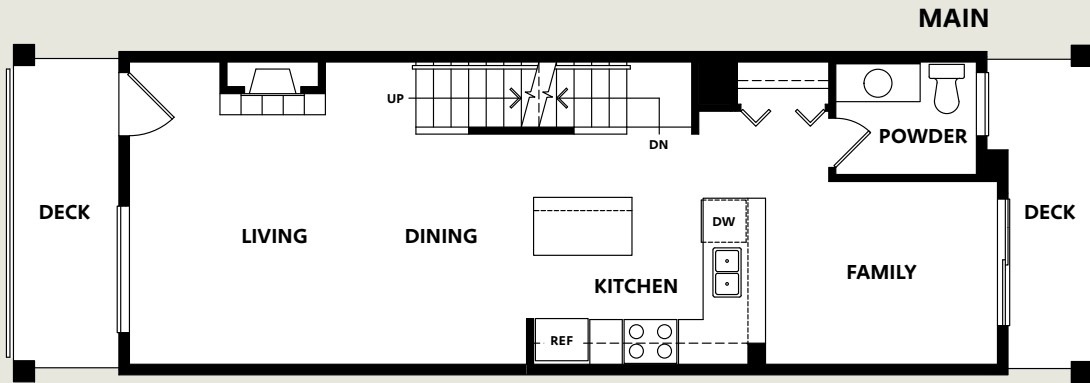 MAIN
UP
DN
POWDER
DECK
LIVING
DINING
DW
DECK
KITCHEN
FAMILY
REF